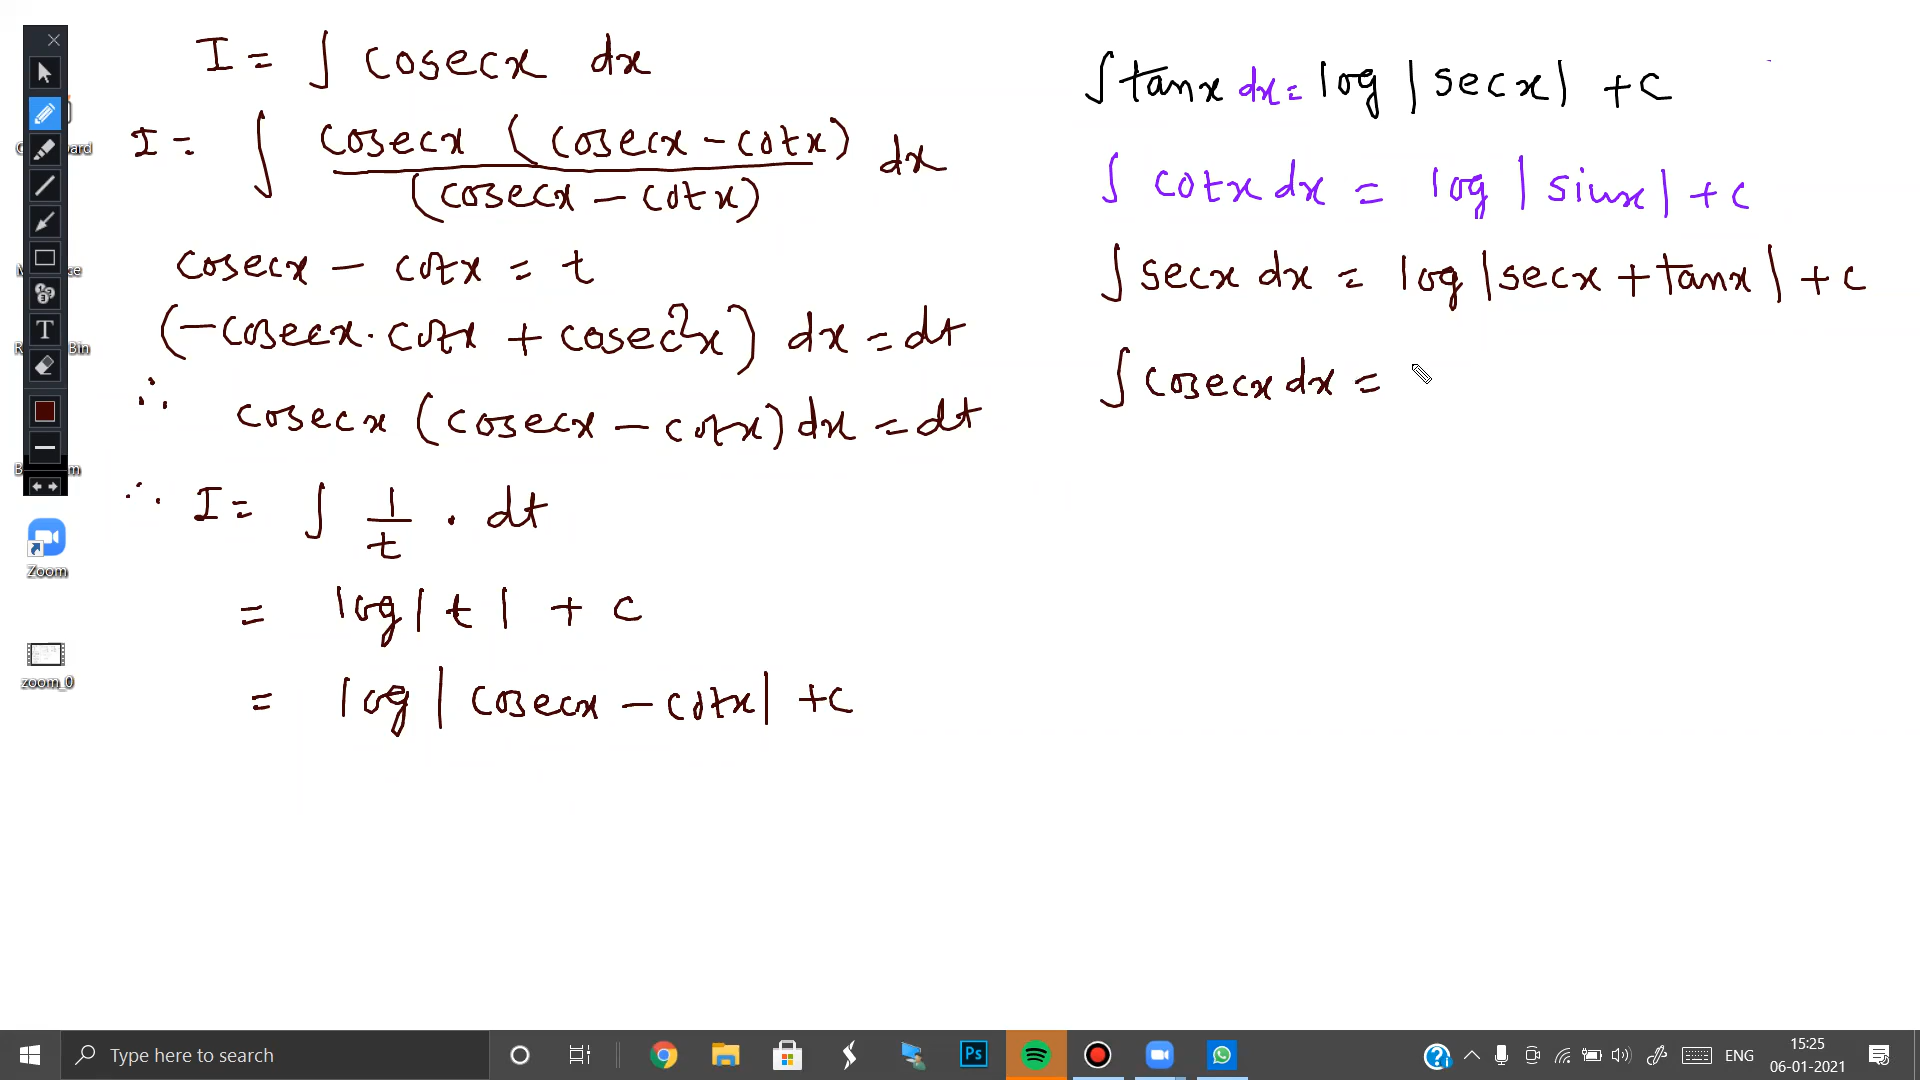 I = ∫ cosecx dx
I = ∫ cosecx (cosecx - cotx) / (cosecx - cotx) dx
cosecx - cotx = t
(-cosecx. cotx + cosec²x) dx = dt
∴ cosecx (cosecx - cotx) dx = dt
∴ I = ∫ 1/t . dt
= log|t| + c
= log|cosecx - cotx| + c
∫tanx dx = log|secx| + c
∫ cotx dx = log|sinx| + c
∫ secx dx = log|secx + tanx| + c
∫ cosecx dx =
Zoom
zoom_0
Type here to search
Ps
ENG
15:25
06-01-2021